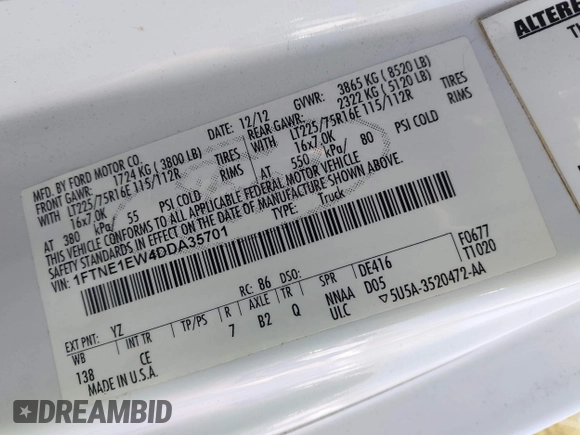 ALTERE
TH
MFD. BY FORD MOTOR CO.
DATE: 12/12
GVWR: 3865 KG ( 8520 LB)
FRONT GAWR: 1724 KG ( 3800 LB)
REAR GAWR: 2322 KG ( 5120 LB)
LT225/75R16E 115/112R TIRES
WITH LT225/75R16E 115/112R TIRES
16x7.0K RIMS
WITH 16x7.0K RIMS
AT 380 kPa/ 55 PSI COLD
AT 550 kPa/ 80 PSI COLD
THIS VEHICLE CONFORMS TO ALL APPLICABLE FEDERAL MOTOR VEHICLE
SAFETY STANDARDS IN EFFECT ON THE DATE OF MANUFACTURE SHOWN ABOVE.
VIN: 1FTNE1EW4DDA35701
TYPE: Truck
F0677
T1020
EXT PNT: YZ RC: 86 DSO:
WB INT TR TP/PS R AXLE TR SPR DE416
138 CE 7 B2 Q NNAA D05
ULC ▽5U5A-3520472-AA
MADE IN U.S.A.
DREAMBID